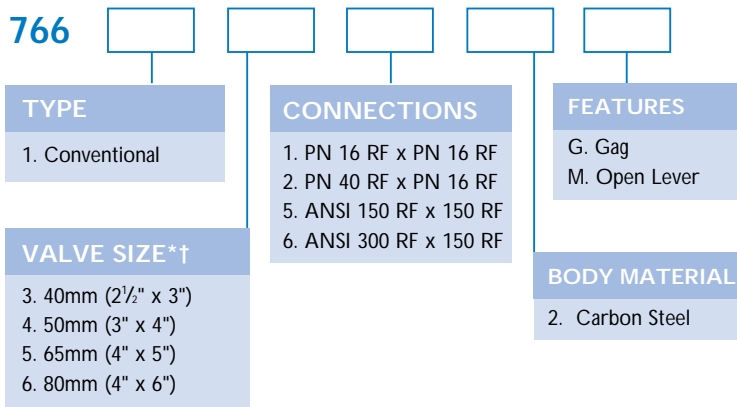 766
TYPE
1. Conventional
VALVE SIZE*†
3. 40mm (2½" x 3")
4. 50mm (3" x 4")
5. 65mm (4" x 5")
6. 80mm (4" x 6")
CONNECTIONS
1. PN 16 RF x PN 16 RF
2. PN 40 RF x PN 16 RF
5. ANSI 150 RF x 150 RF
6. ANSI 300 RF x 150 RF
FEATURES
G. Gag
M. Open Lever
BODY MATERIAL
2. Carbon Steel